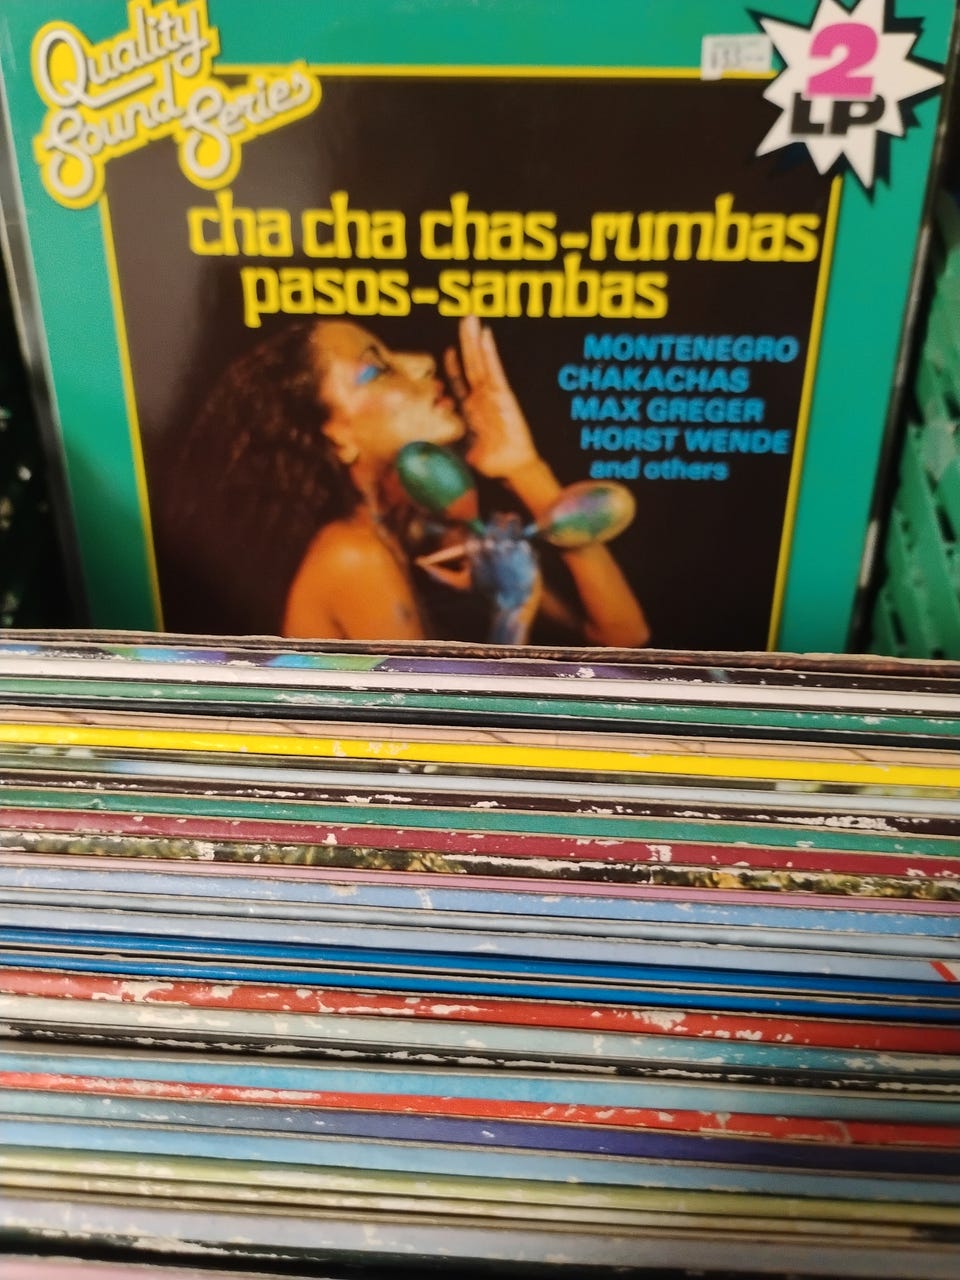 Quality
Sound Series
2
LP
cha cha chas-rumbas
pasos-sambas
MONTENEGRO
CHAKACHAS
MAX GREGER
HORST WENDE
and others